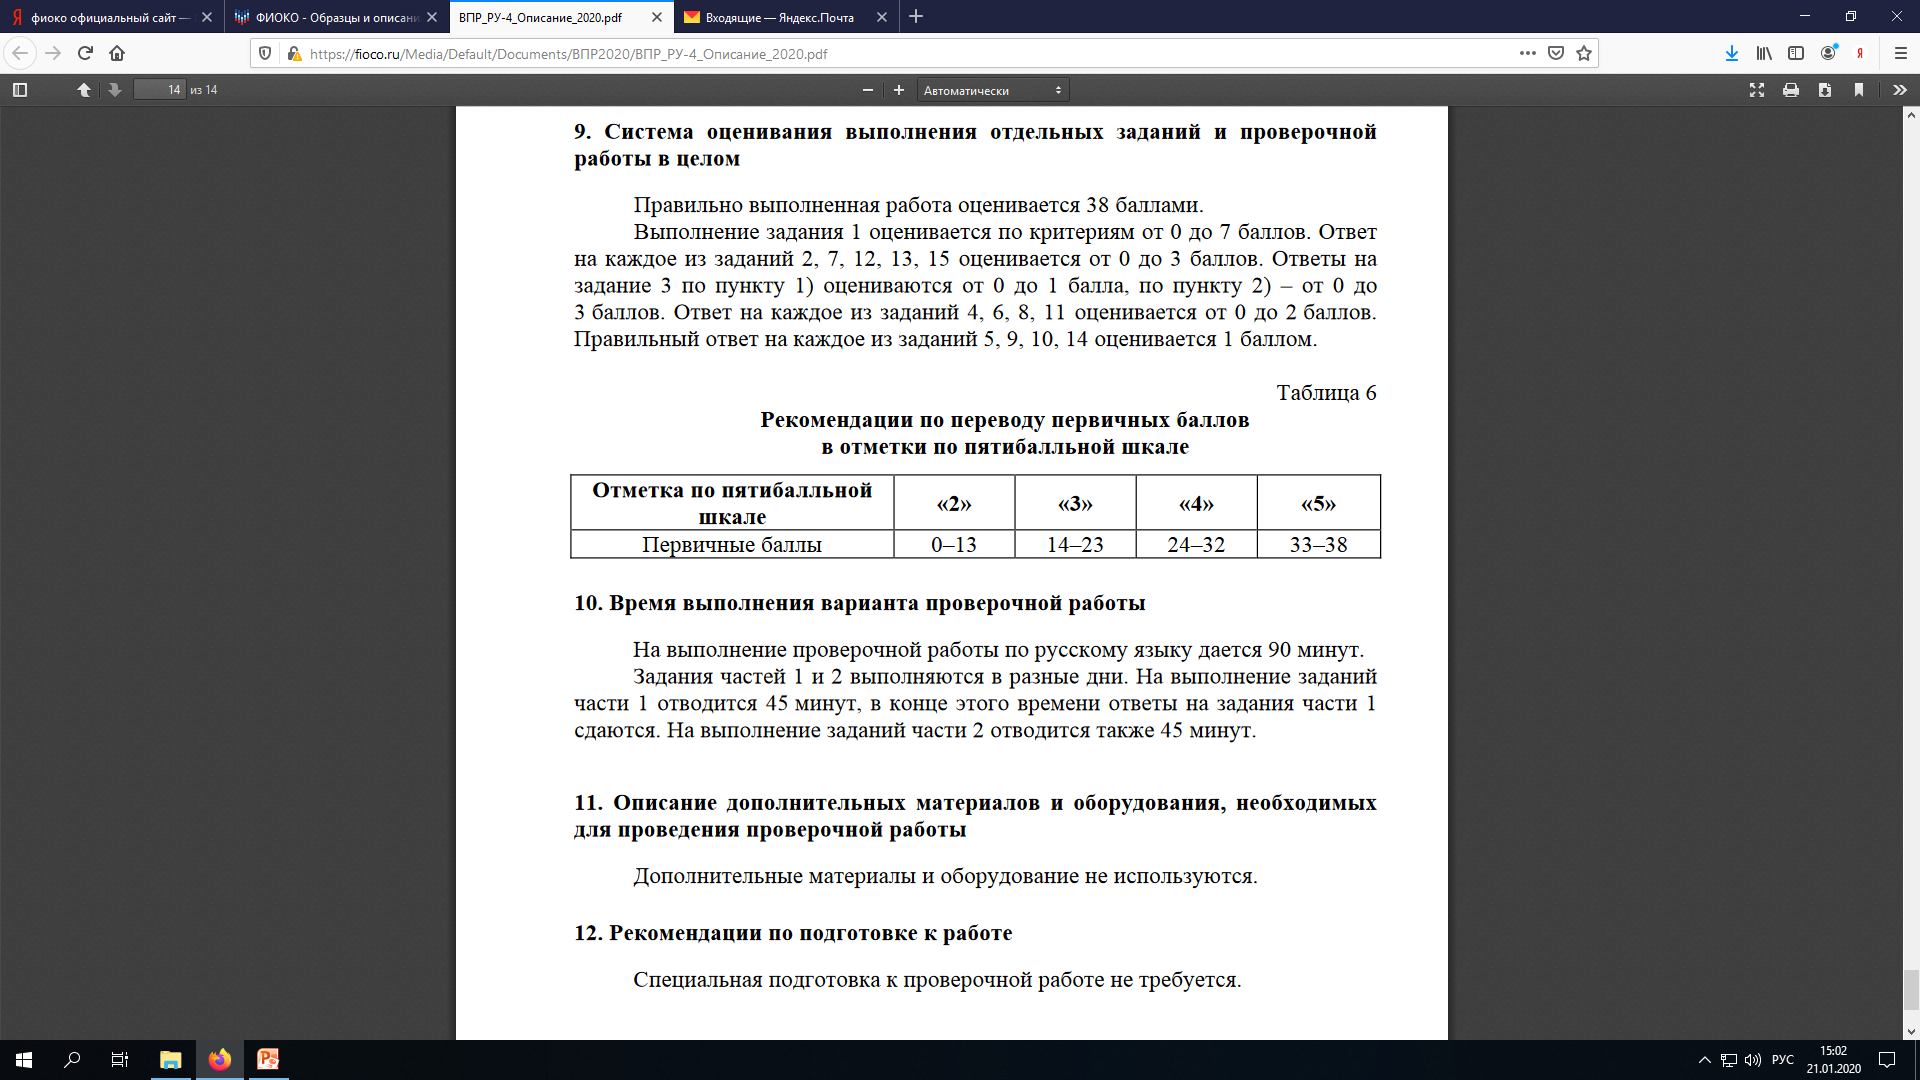 фиоко официальный сайт —
ФИОКО - Образцы и описани
ВПР_РУ-4_Описание_2020.pdf
Входящие — Яндекс.Почта
https://fioco.ru/Media/Default/Documents/ВПР2020/ВПР_РУ-4_Описание_2020.pdf
14 из 14
Автоматически
9. Система оценивания выполнения отдельных заданий и проверочной
работы в целом
Правильно выполненная работа оценивается 38 баллами.
Выполнение задания 1 оценивается по критериям от 0 до 7 баллов. Ответ
на каждое из заданий 2, 7, 12, 13, 15 оценивается от 0 до 3 баллов. Ответы на
задание 3 по пункту 1) оцениваются от 0 до 1 балла, по пункту 2) – от 0 до
3 баллов. Ответ на каждое из заданий 4, 6, 8, 11 оценивается от 0 до 2 баллов.
Правильный ответ на каждое из заданий 5, 9, 10, 14 оценивается 1 баллом.
Таблица 6
Рекомендации по переводу первичных баллов
в отметки по пятибалльной шкале
Отметка по пятибалльной
шкале
«2» «3» «4» «5»
Первичные баллы 0–13 14–23 24–32 33–38
10. Время выполнения варианта проверочной работы
На выполнение проверочной работы по русскому языку дается 90 минут.
Задания частей 1 и 2 выполняются в разные дни. На выполнение заданий
части 1 отводится 45 минут, в конце этого времени ответы на задания части 1
сдаются. На выполнение заданий части 2 отводится также 45 минут.
11. Описание дополнительных материалов и оборудования, необходимых
для проведения проверочной работы
Дополнительные материалы и оборудование не используются.
12. Рекомендации по подготовке к работе
Специальная подготовка к проверочной работе не требуется.
РУС
15:02
21.01.2020